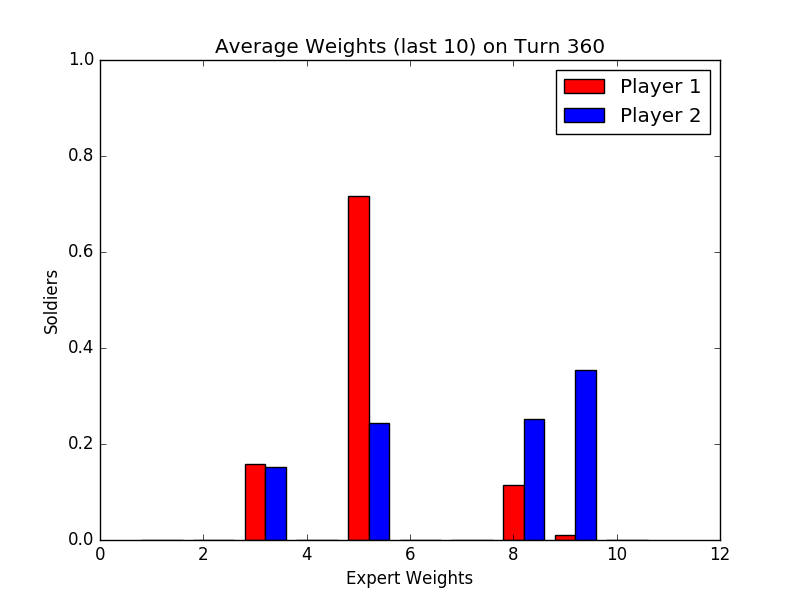 Average Weights (last 10) on Turn 360
1.0
0.8
0.6
0.4
0.2
0.0
Soldiers
Player 1
Player 2
0 2 4 6 8 10 12
Expert Weights